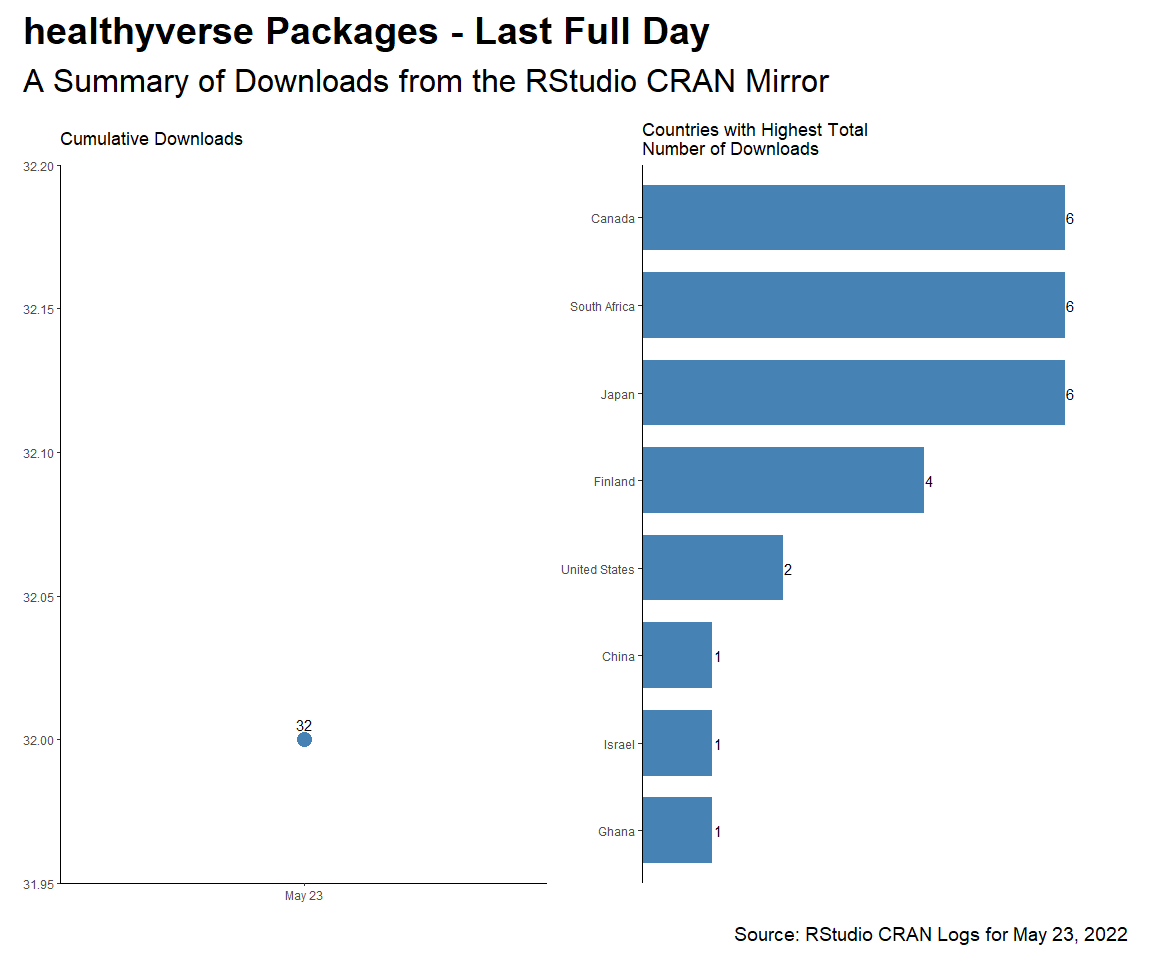 healthyverse Packages - Last Full Day
A Summary of Downloads from the RStudio CRAN Mirror
Cumulative Downloads
32.20
32.15
32.10
32.05
32.00
31.95
32
May 23
Countries with Highest Total
Number of Downloads
Canada 6
South Africa 6
Japan 6
Finland 4
United States 2
China 1
Israel 1
Ghana 1
Source: RStudio CRAN Logs for May 23, 2022